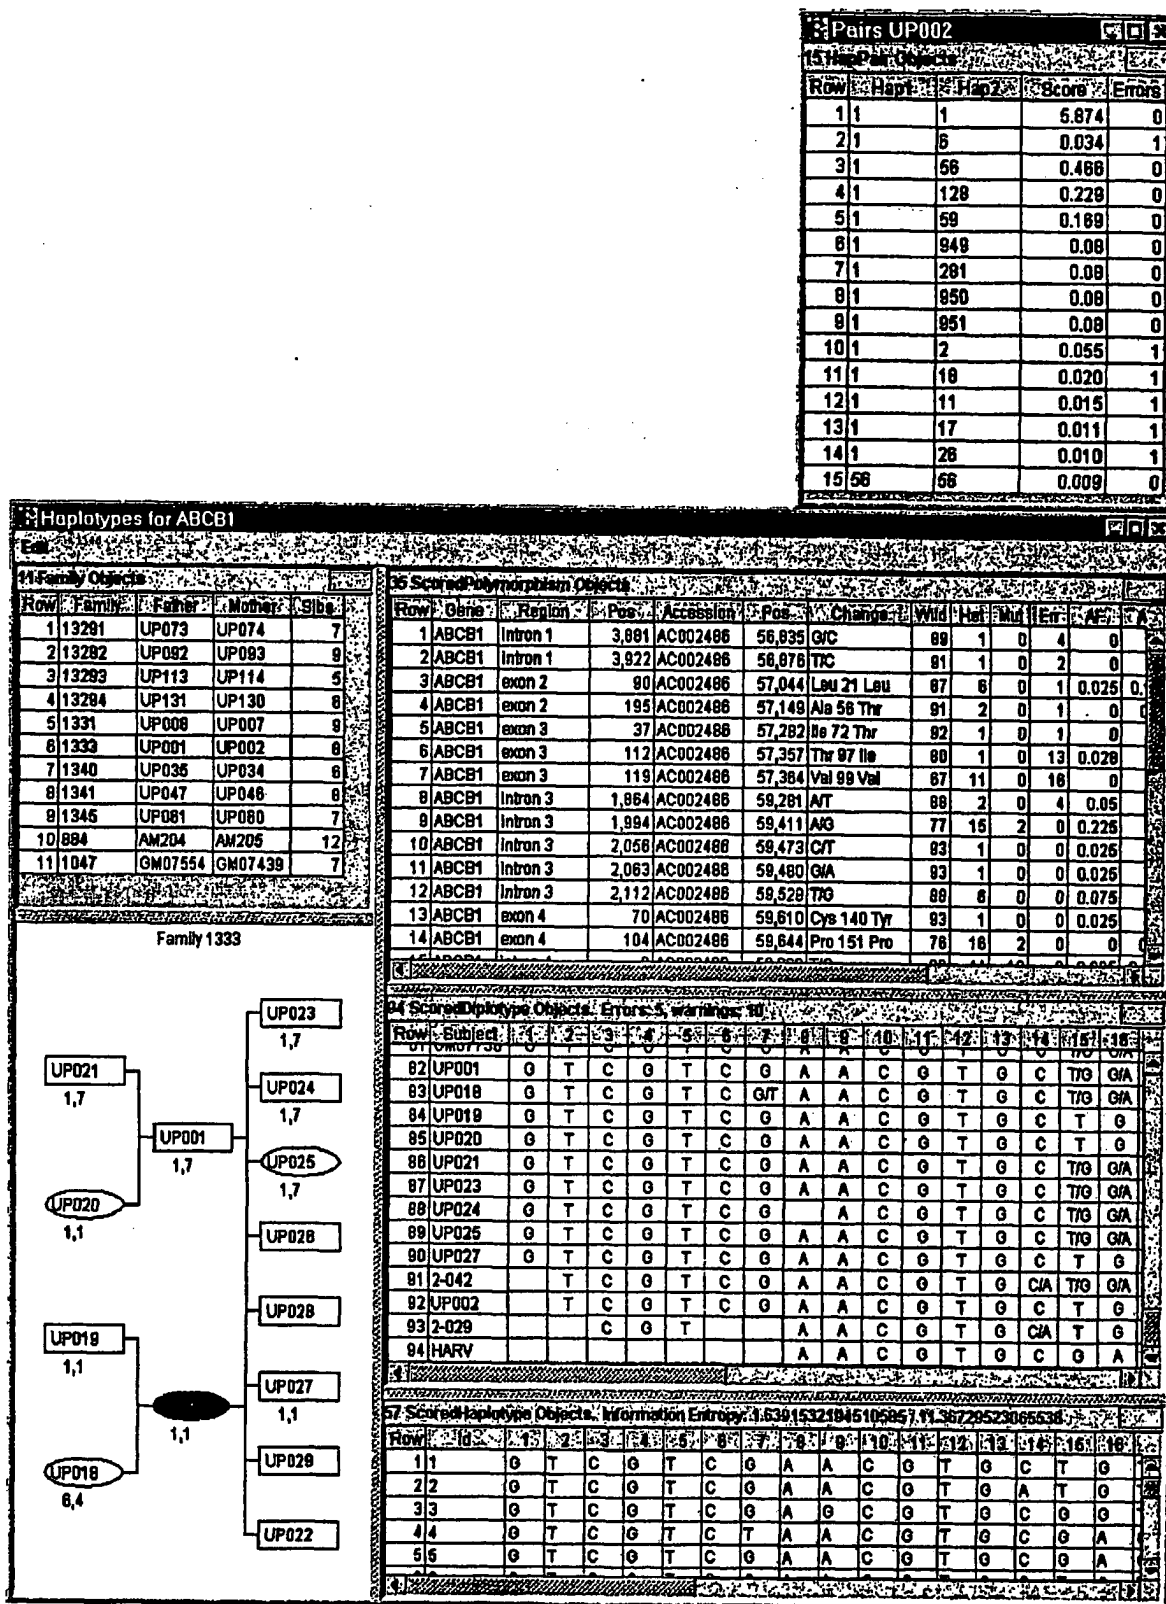 Pairs UP002
15 HapPair Objects
Row Hap1 Hap2 Score Errors
1 1 1 5.874 0
2 1 6 0.034 1
3 1 56 0.466 0
4 1 128 0.229 0
5 1 59 0.169 0
6 1 949 0.08 0
7 1 281 0.08 0
8 1 950 0.08 0
9 1 951 0.08 0
10 1 2 0.055 1
11 1 18 0.020 1
12 1 11 0.015 1
13 1 17 0.011 1
14 1 26 0.010 1
15 56 56 0.009 0
Haplotypes for ABCB1
Edit
11 Family Objects
Row Family Father Mother Sibs
1 13291 UP073 UP074 7
2 13292 UP092 UP093 9
3 13293 UP113 UP114 5
4 13294 UP131 UP130 8
5 1331 UP008 UP007 9
6 1333 UP001 UP002 8
7 1340 UP035 UP034 6
8 1341 UP047 UP046 8
9 1345 UP081 UP080 7
10 884 AM204 AM205 12
11 1047 GM07554 GM07439 7
35 ScoredPolymorphism Objects
Row Gene Region Pos Accession Pos Change Wild Het Mut Err AF A
1 ABCB1 Intron 1 3,881 AC002486 56,835 G/C 89 1 0 4 0
2 ABCB1 Intron 1 3,922 AC002486 56,876 T/C 91 1 0 2 0
3 ABCB1 exon 2 90 AC002486 57,044 Leu 21 Leu 87 6 0 1 0.025 0.
4 ABCB1 exon 2 195 AC002486 57,149 Ala 56 Thr 91 2 0 1 0
5 ABCB1 exon 3 37 AC002486 57,282 Ile 72 Thr 92 1 0 1 0
6 ABCB1 exon 3 112 AC002486 57,357 Thr 97 Ile 80 1 0 13 0.028
7 ABCB1 exon 3 119 AC002486 57,364 Val 99 Val 67 11 0 16 0
8 ABCB1 Intron 3 1,864 AC002486 59,281 A/T 88 2 0 4 0.05
9 ABCB1 Intron 3 1,994 AC002486 59,411 A/G 77 15 2 0 0.225
10 ABCB1 Intron 3 2,056 AC002486 59,473 C/T 93 1 0 0 0.025
11 ABCB1 Intron 3 2,063 AC002486 59,480 G/A 93 1 0 0 0.025
12 ABCB1 Intron 3 2,112 AC002486 59,529 T/G 88 6 0 0 0.075
13 ABCB1 exon 4 70 AC002486 59,610 Cys 140 Tyr 93 1 0 0 0.025
14 ABCB1 exon 4 104 AC002486 59,644 Pro 151 Pro 76 16 2 0 0
Family 1333
UP023
1,7
UP021
1,7
UP024
1,7
UP001
1,7
UP025
1,7
UP020
1,1
UP026
UP028
UP019
1,1
UP027
1,1
1,1
UP018
6,4
UP029
UP022
94 ScoredDiplotype Objects. Errors: 5, warnings: 10
Row Subject 1 2 3 4 5 6 7 8 9 10 11 12 13 14 15 16
82 UP001 G T C G T C G A A C G T G C T/G G/A
83 UP018 G T C G T C G/T A A C G T G C T/G G/A
84 UP019 G T C G T C G A A C G T G C T G
85 UP020 G T C G T C G A A C G T G C T G
86 UP021 G T C G T C G A A C G T G C T/G G/A
87 UP023 G T C G T C G A A C G T G C T/G G/A
88 UP024 G T C G T C G A C G T G C T/G G/A
89 UP025 G T C G T C G A A C G T G C T/G G/A
90 UP027 G T C G T C G A A C G T G C T G
91 2-042 T C G T C G A A C G T G C/A T/G G/A
92 UP002 T C G T C G A A C G T G C T G
93 2-029 C G T A A C G T G C/A T G
94 HARV A A C G T G C G A
57 ScoredHaplotype Objects. Information Entropy:
Row Id 1 2 3 4 5 6 7 8 9 10 11 12 13 14 15 16
1 1 G T C G T C G A A C G T G C T G
2 2 G T C G T C G A A C G T G A T G
3 3 G T C G T C G A G C G T G C G G
4 4 G T C G T C T A A C G T G C G A
5 5 G T C G T C G A A C G T G C G A